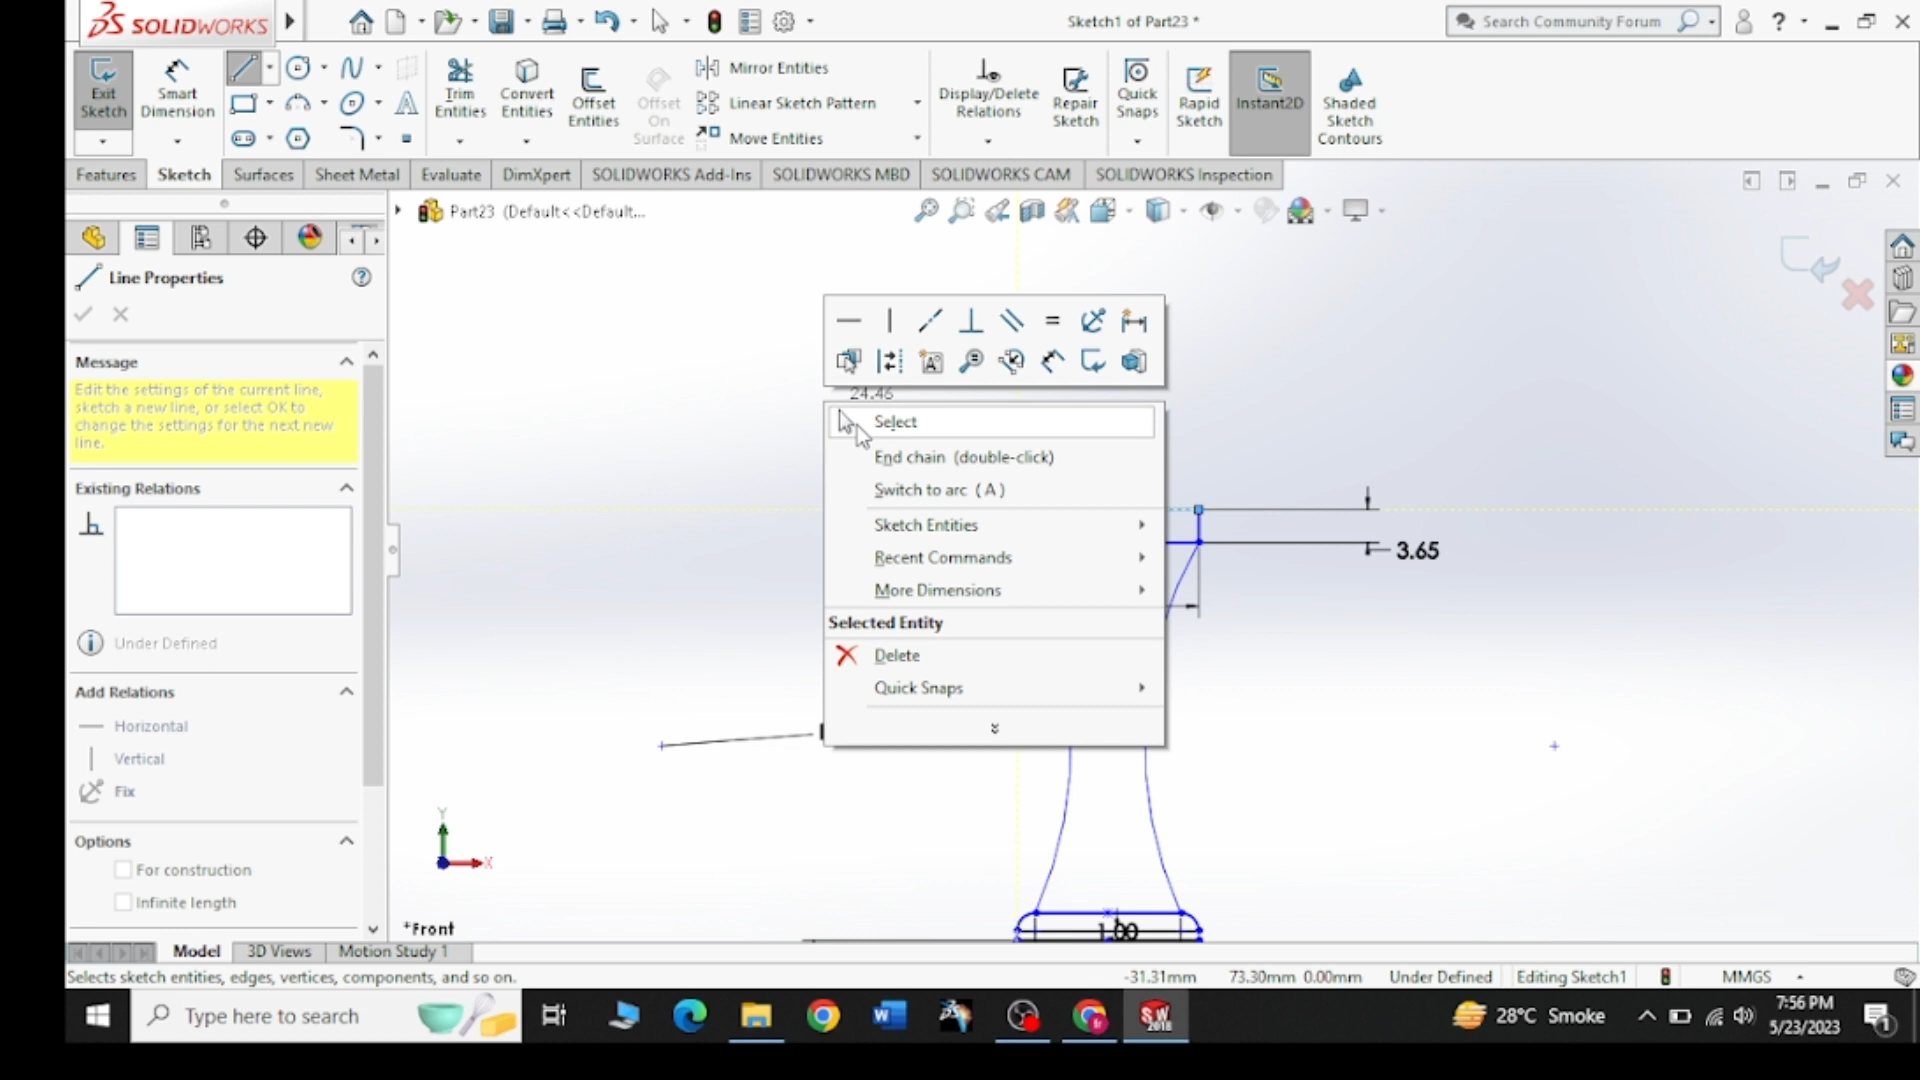 SOLIDWORKS
Sketch1 of Part23 *
Search Community Forum
Exit Sketch
Smart Dimension
Trim Entities
Convert Entities
Offset Entities
Offset On Surface
Mirror Entities
Linear Sketch Pattern
Move Entities
Display/Delete Relations
Repair Sketch
Quick Snaps
Rapid Sketch
Instant2D
Shaded Sketch Contours
Features
Sketch
Surfaces
Sheet Metal
Evaluate
DimXpert
SOLIDWORKS Add-Ins
SOLIDWORKS MBD
SOLIDWORKS CAM
SOLIDWORKS Inspection
Part23 (Default<<Default...
Line Properties
Message
Edit the settings of the current line,
sketch a new line, or select OK to
change the settings for the next new
line.
Existing Relations
Under Defined
Add Relations
Horizontal
Vertical
Fix
Options
For construction
Infinite length
24.46
Select
End chain (double-click)
Switch to arc (A)
Sketch Entities
Recent Commands
More Dimensions
Selected Entity
Delete
Quick Snaps
3.65
1.00
Y
X
*Front
Model
3D Views
Motion Study 1
Selects sketch entities, edges, vertices, components, and so on.
-31.31mm
73.30mm 0.00mm
Under Defined
Editing Sketch1
MMGS
Type here to search
SW
2018
28°C Smoke
7:56 PM
5/23/2023
1